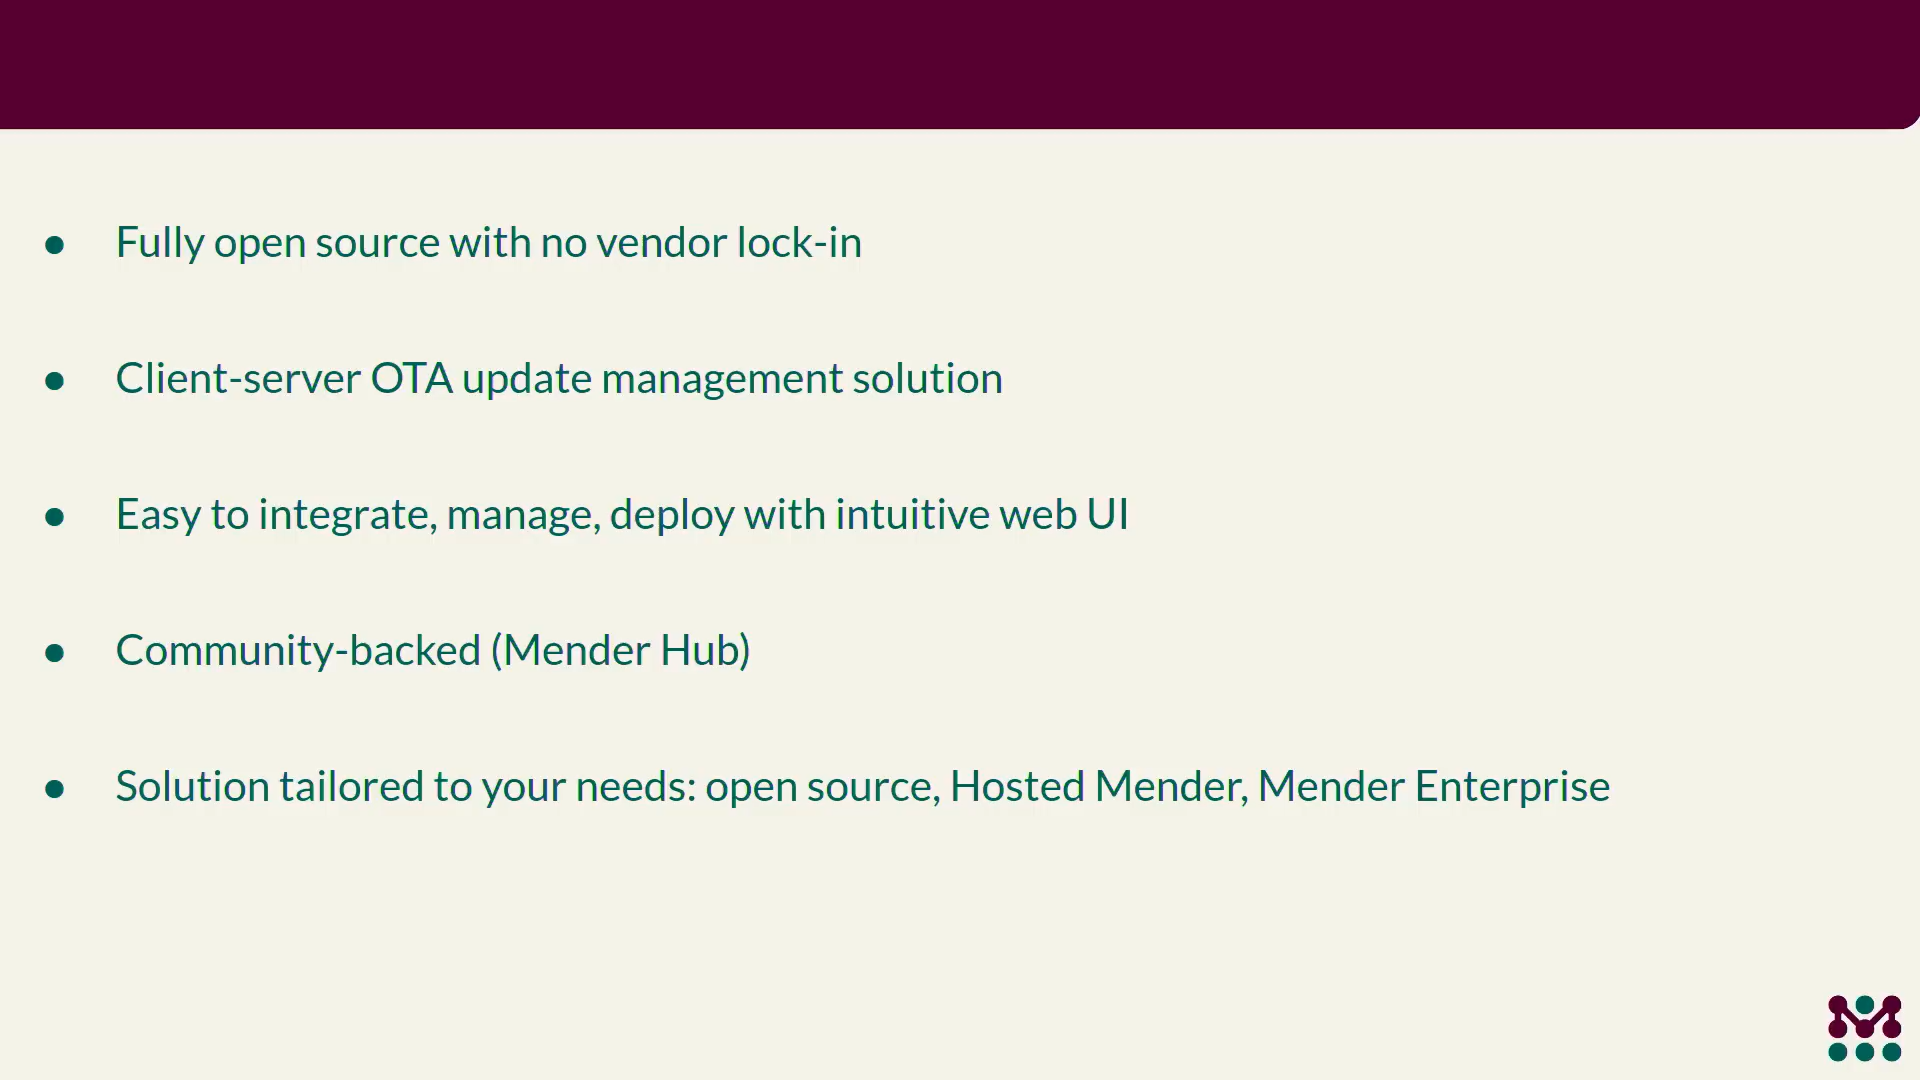 ● Fully open source with no vendor lock-in
● Client-server OTA update management solution
● Easy to integrate, manage, deploy with intuitive web UI
● Community-backed (Mender Hub)
● Solution tailored to your needs: open source, Hosted Mender, Mender Enterprise